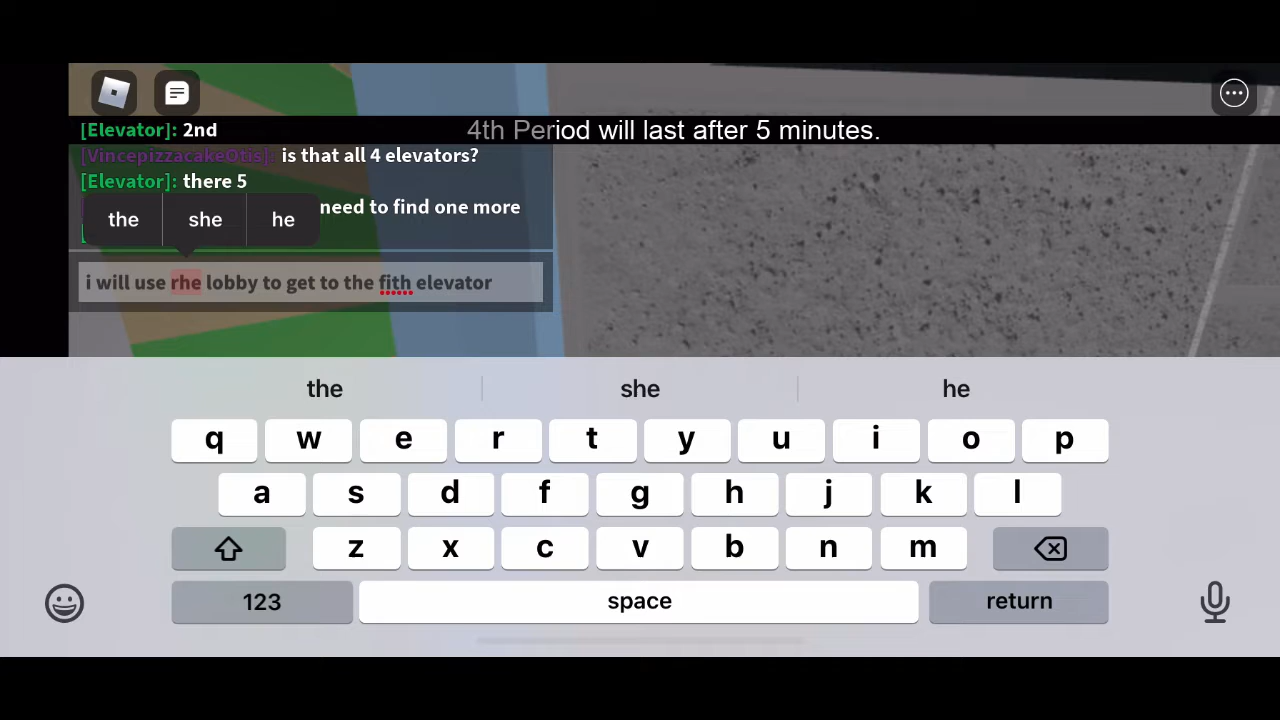 [Elevator]: 2nd
4th Period will last after 5 minutes.
[VincepizzacakeOtis]: is that all 4 elevators?
[Elevator]: there 5
need to find one more
the she he
i will use rhe lobby to get to the fith elevator
the she he
q w e r t y u i o p
a s d f g h j k l
z x c v b n m
123 space return